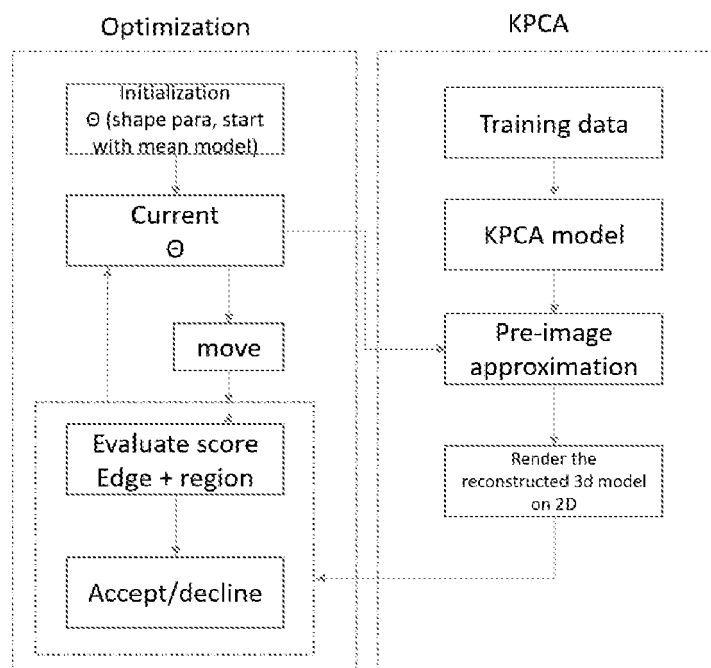 Optimization
Initialization
Θ (shape para, start
with mean model)
Current
Θ
move
Evaluate score
Edge + region
Accept/decline
KPCA
Training data
KPCA model
Pre-image
approximation
Render the
reconstructed 3d model
on 2D